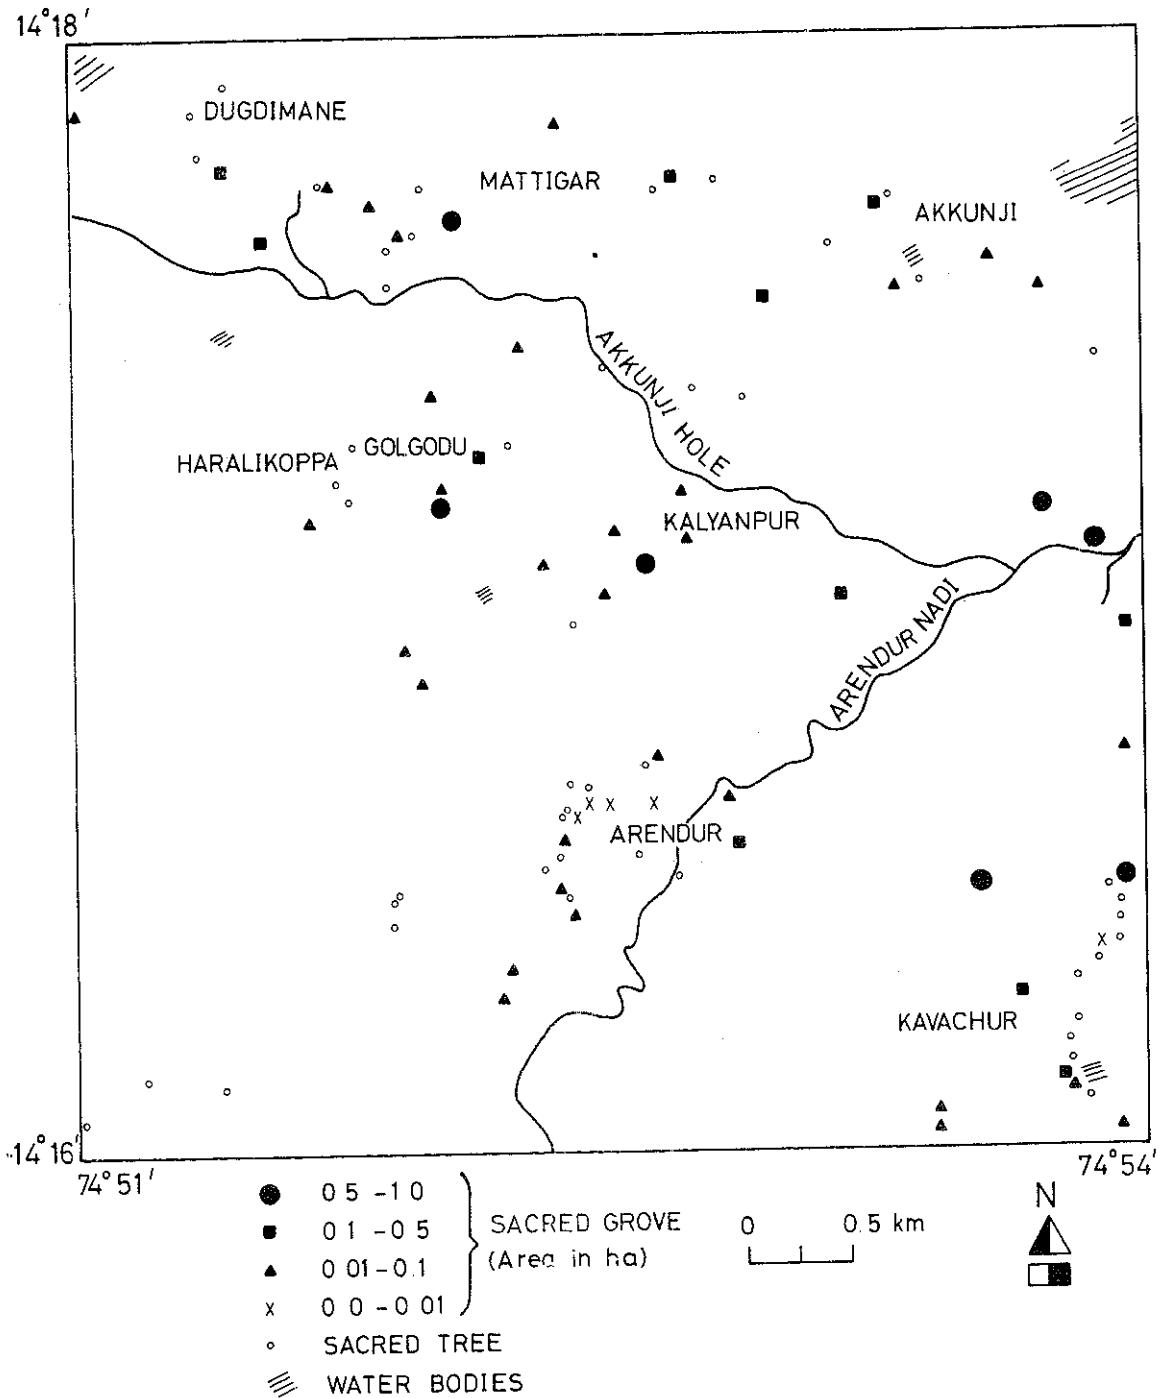 14°18'
DUGDIMANE
MATTIGAR
AKKUNJI
AKKUNJI HOLE
GOLGODU
HARALIKOPPA
KALYANPUR
ARENDUR NADI
ARENDUR
KAVACHUR
14°16'
74°51'
74°54'
0 5 - 1 0
0 1 - 0 5
0 01 - 0.1
0 0 - 0 01
SACRED GROVE
(Area in ha)
0 0.5 km
N
SACRED TREE
WATER BODIES